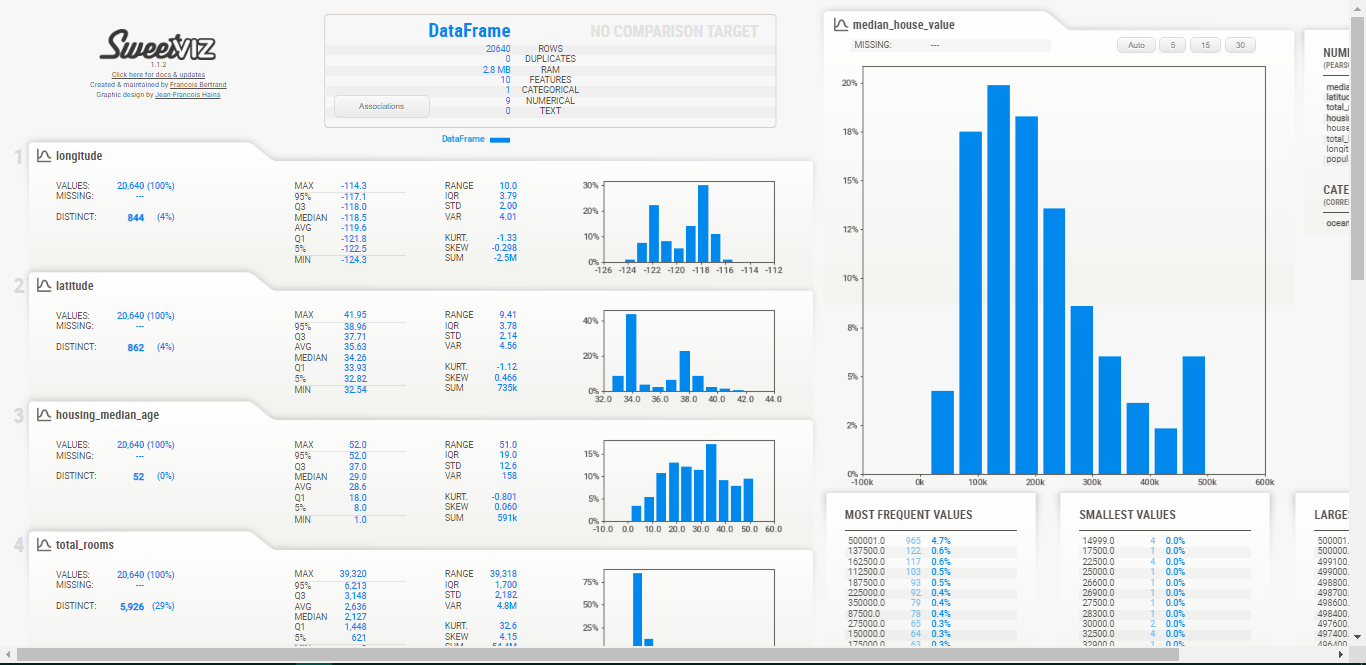 SweetVIZ
1.1.2
Click here for docs & updates
Created & maintained by Francois Bertrand
Graphic design by Jean-Francois Hains
DataFrame NO COMPARISON TARGET
20640 ROWS
0 DUPLICATES
2.8 MB RAM
10 FEATURES
1 CATEGORICAL
9 NUMERICAL
0 TEXT
Associations
DataFrame
1 longitude
VALUES: 20,640 (100%)
MISSING: ---
DISTINCT: 844 (4%)
MAX -114.3
95% -117.1
Q3 -118.0
MEDIAN -118.5
AVG -119.6
Q1 -121.8
5% -122.5
MIN -124.3
RANGE 10.0
IQR 3.79
STD 2.00
VAR 4.01
KURT. -1.33
SKEW -0.298
SUM -2.5M
30%
20%
10%
0%
-126 -124 -122 -120 -118 -116 -114 -112
2 latitude
VALUES: 20,640 (100%)
MISSING: ---
DISTINCT: 862 (4%)
MAX 41.95
95% 38.96
Q3 37.71
AVG 35.63
MEDIAN 34.26
Q1 33.93
5% 32.82
MIN 32.54
RANGE 9.41
IQR 3.78
STD 2.14
VAR 4.56
KURT. -1.12
SKEW 0.466
SUM 735k
40%
20%
0%
32.0 34.0 36.0 38.0 40.0 42.0 44.0
3 housing_median_age
VALUES: 20,640 (100%)
MISSING: ---
DISTINCT: 52 (0%)
MAX 52.0
95% 52.0
Q3 37.0
MEDIAN 29.0
AVG 28.6
Q1 18.0
5% 8.0
MIN 1.0
RANGE 51.0
IQR 19.0
STD 12.6
VAR 158
KURT. -0.801
SKEW 0.060
SUM 591k
15%
10%
5%
0%
-10.0 0.0 10.0 20.0 30.0 40.0 50.0 60.0
4 total_rooms
VALUES: 20,640 (100%)
MISSING: ---
DISTINCT: 5,926 (29%)
MAX 39,320
95% 6,213
Q3 3,148
AVG 2,636
MEDIAN 2,127
Q1 1,448
5% 621
RANGE 39,318
IQR 1,700
STD 2,182
VAR 4.8M
KURT. 32.6
SKEW 4.15
SUM 54.4M
75%
50%
25%
median_house_value
MISSING: ---
Auto 5 15 30
20%
18%
15%
12%
10%
8%
5%
2%
0%
-100k 0k 100k 200k 300k 400k 500k 600k
MOST FREQUENT VALUES
500001.0 965 4.7%
137500.0 122 0.6%
162500.0 117 0.6%
112500.0 103 0.5%
187500.0 93 0.5%
225000.0 92 0.4%
350000.0 79 0.4%
87500.0 78 0.4%
275000.0 65 0.3%
150000.0 64 0.3%
175000.0 63 0.3%
SMALLEST VALUES
14999.0 4 0.0%
17500.0 1 0.0%
22500.0 4 0.0%
25000.0 1 0.0%
26600.0 1 0.0%
26900.0 1 0.0%
27500.0 1 0.0%
28300.0 1 0.0%
30000.0 2 0.0%
32500.0 4 0.0%
32900.0 1 0.0%
LARGES
500001.
500000.
499100.
499000.
498800.
498700.
498600.
498400.
497600.
497400.
496400.
NUM
(PEARS
media
latitud
total_
housi
house
total_
longit
popul
CATE
(CORRE
ocean